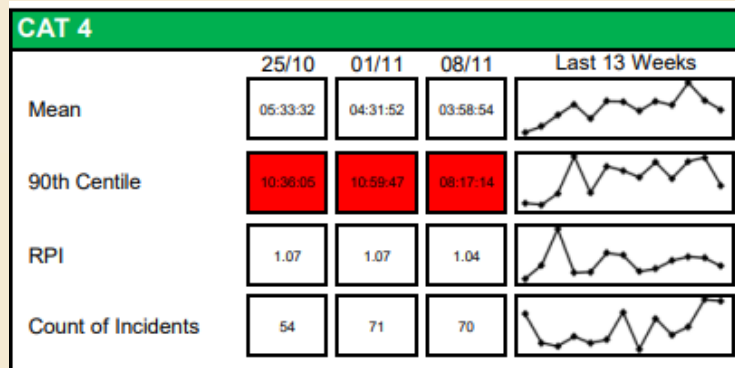 CAT 4
25/10 01/11 08/11 Last 13 Weeks
Mean 05:33:32 04:31:52 03:58:54
90th Centile 10:36:05 10:59:47 08:17:14
RPI 1.07 1.07 1.04
Count of Incidents 54 71 70